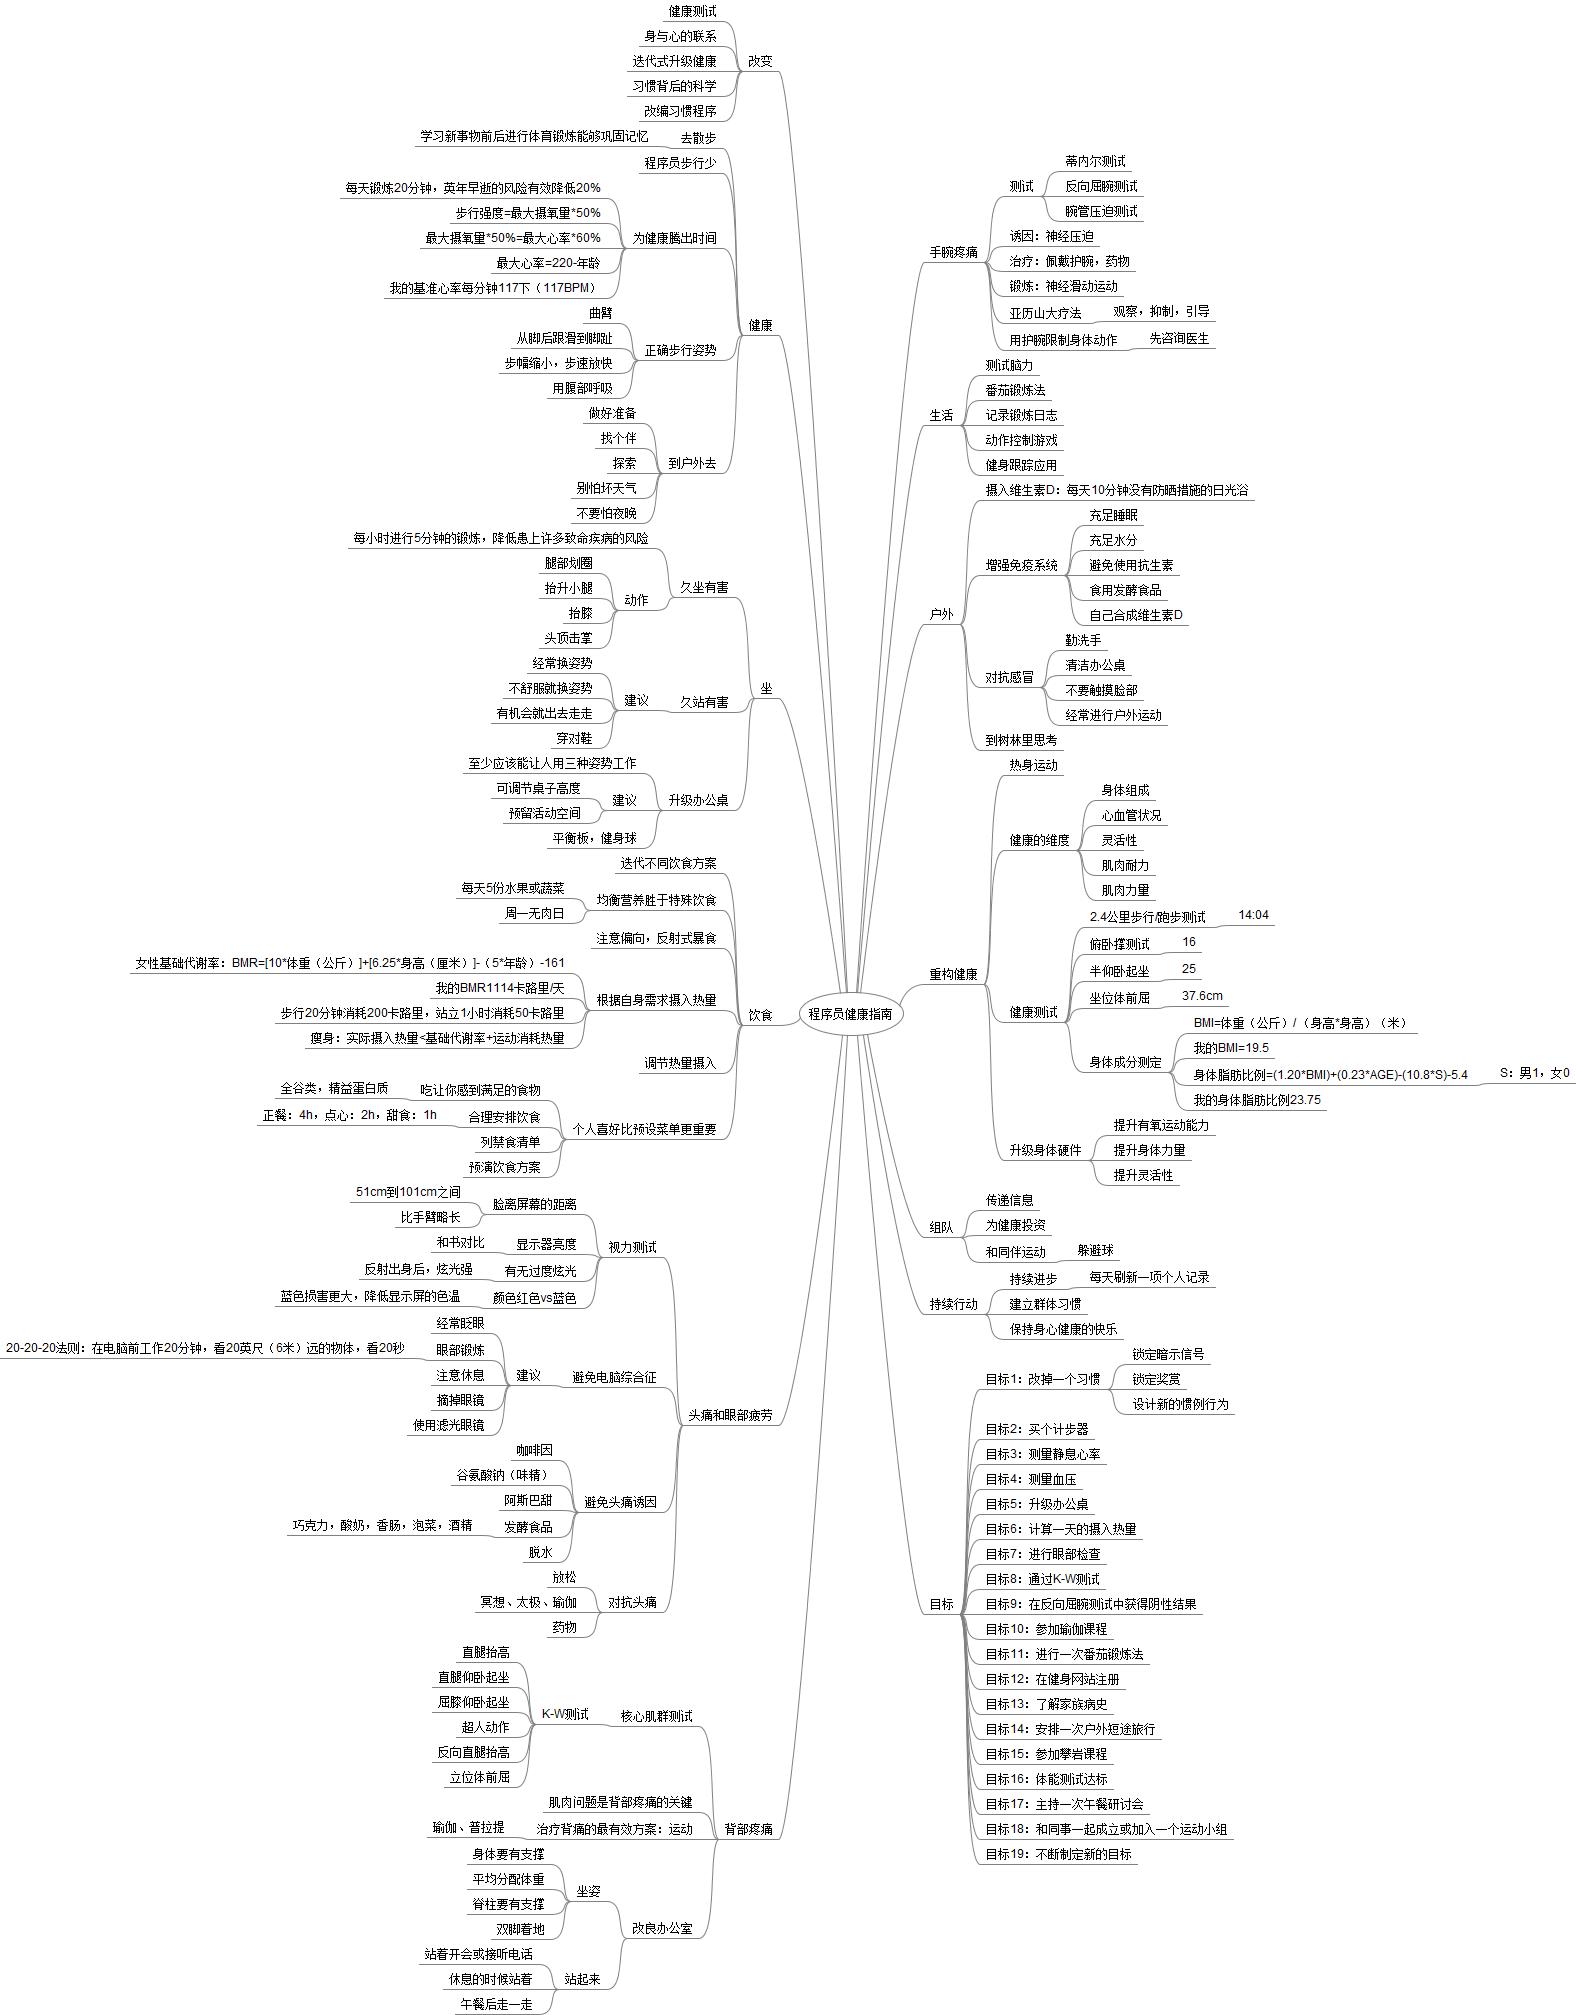 程序员健康指南
改变
健康测试
身与心的联系
迭代式升级健康
习惯背后的科学
改编习惯程序
健康
去散步
学习新事物前后进行体育锻炼能够巩固记忆
程序员步行少
为健康腾出时间
每天锻炼20分钟，英年早逝的风险有效降低20%
步行强度=最大摄氧量*50%
最大摄氧量*50%=最大心率*60%
最大心率=220-年龄
我的基准心率每分钟117下（117BPM）
正确步行姿势
曲臂
从脚后跟滑到脚趾
步幅缩小，步速放快
用腹部呼吸
到户外去
做好准备
找个伴
探索
别怕坏天气
不要怕夜晚
坐
久坐有害
每小时进行5分钟的锻炼，降低患上许多致命疾病的风险
动作
腿部划圈
抬升小腿
抬膝
头顶击掌
久站有害
建议
经常换姿势
不舒服就换姿势
有机会就出去走走
穿对鞋
升级办公桌
至少应该能让人用三种姿势工作
建议
可调节桌子高度
预留活动空间
平衡板，健身球
饮食
迭代不同饮食方案
均衡营养胜于特殊饮食
每天5份水果或蔬菜
周一无肉日
注意偏向，反射式暴食
根据自身需求摄入热量
女性基础代谢率：BMR=[10*体重（公斤）]+[6.25*身高（厘米）]-（5*年龄）-161
我的BMR1114卡路里/天
步行20分钟消耗200卡路里，站立1小时消耗50卡路里
瘦身：实际摄入热量<基础代谢率+运动消耗热量
调节热量摄入
个人喜好比预设菜单更重要
吃让你感到满足的食物
全谷类，精益蛋白质
合理安排饮食
正餐：4h，点心：2h，甜食：1h
列禁食清单
预演饮食方案
头痛和眼部疲劳
视力测试
脸离屏幕的距离
51cm到101cm之间
比手臂略长
显示器亮度
和书对比
有无过度炫光
反射出身后，炫光强
颜色红色vs蓝色
蓝色损害更大，降低显示屏的色温
避免电脑综合征
建议
经常眨眼
眼部锻炼
20-20-20法则：在电脑前工作20分钟，看20英尺（6米）远的物体，看20秒
注意休息
摘掉眼镜
使用滤光眼镜
避免头痛诱因
咖啡因
谷氨酸钠（味精）
阿斯巴甜
发酵食品
巧克力，酸奶，香肠，泡菜，酒精
脱水
对抗头痛
放松
冥想、太极、瑜伽
药物
背部疼痛
核心肌群测试
K-W测试
直腿抬高
直腿仰卧起坐
屈膝仰卧起坐
超人动作
反向直腿抬高
立位体前屈
肌肉问题是背部疼痛的关键
治疗背痛的最有效方案：运动
瑜伽、普拉提
改良办公室
坐姿
身体要有支撑
平均分配体重
脊柱要有支撑
双脚着地
站起来
站着开会或接听电话
休息的时候站着
午餐后走一走
手腕疼痛
测试
蒂内尔测试
反向屈腕测试
腕管压迫测试
诱因：神经压迫
治疗：佩戴护腕，药物
锻炼：神经滑动运动
亚历山大疗法
观察，抑制，引导
用护腕限制身体动作
先咨询医生
生活
测试脑力
番茄锻炼法
记录锻炼日志
动作控制游戏
健身跟踪应用
户外
摄入维生素D：每天10分钟没有防晒措施的日光浴
增强免疫系统
充足睡眠
充足水分
避免使用抗生素
食用发酵食品
自己合成维生素D
对抗感冒
勤洗手
清洁办公桌
不要触摸脸部
经常进行户外运动
到树林里思考
重构健康
热身运动
健康的维度
身体组成
心血管状况
灵活性
肌肉耐力
肌肉力量
健康测试
2.4公里步行/跑步测试
14:04
俯卧撑测试
16
半仰卧起坐
25
坐位体前屈
37.6cm
身体成分测定
BMI=体重（公斤）/（身高*身高）（米）
我的BMI=19.5
身体脂肪比例=(1.20*BMI)+(0.23*AGE)-(10.8*S)-5.4
S：男1，女0
我的身体脂肪比例23.75
升级身体硬件
提升有氧运动能力
提升身体力量
提升灵活性
组队
传递信息
为健康投资
和同伴运动
躲避球
持续行动
持续进步
每天刷新一项个人记录
建立群体习惯
保持身心健康的快乐
目标
目标1：改掉一个习惯
锁定暗示信号
锁定奖赏
设计新的惯例行为
目标2：买个计步器
目标3：测量静息心率
目标4：测量血压
目标5：升级办公桌
目标6：计算一天的摄入热量
目标7：进行眼部检查
目标8：通过K-W测试
目标9：在反向屈腕测试中获得阴性结果
目标10：参加瑜伽课程
目标11：进行一次番茄锻炼法
目标12：在健身网站注册
目标13：了解家族病史
目标14：安排一次户外短途旅行
目标15：参加攀岩课程
目标16：体能测试达标
目标17：主持一次午餐研讨会
目标18：和同事一起成立或加入一个运动小组
目标19：不断制定新的目标